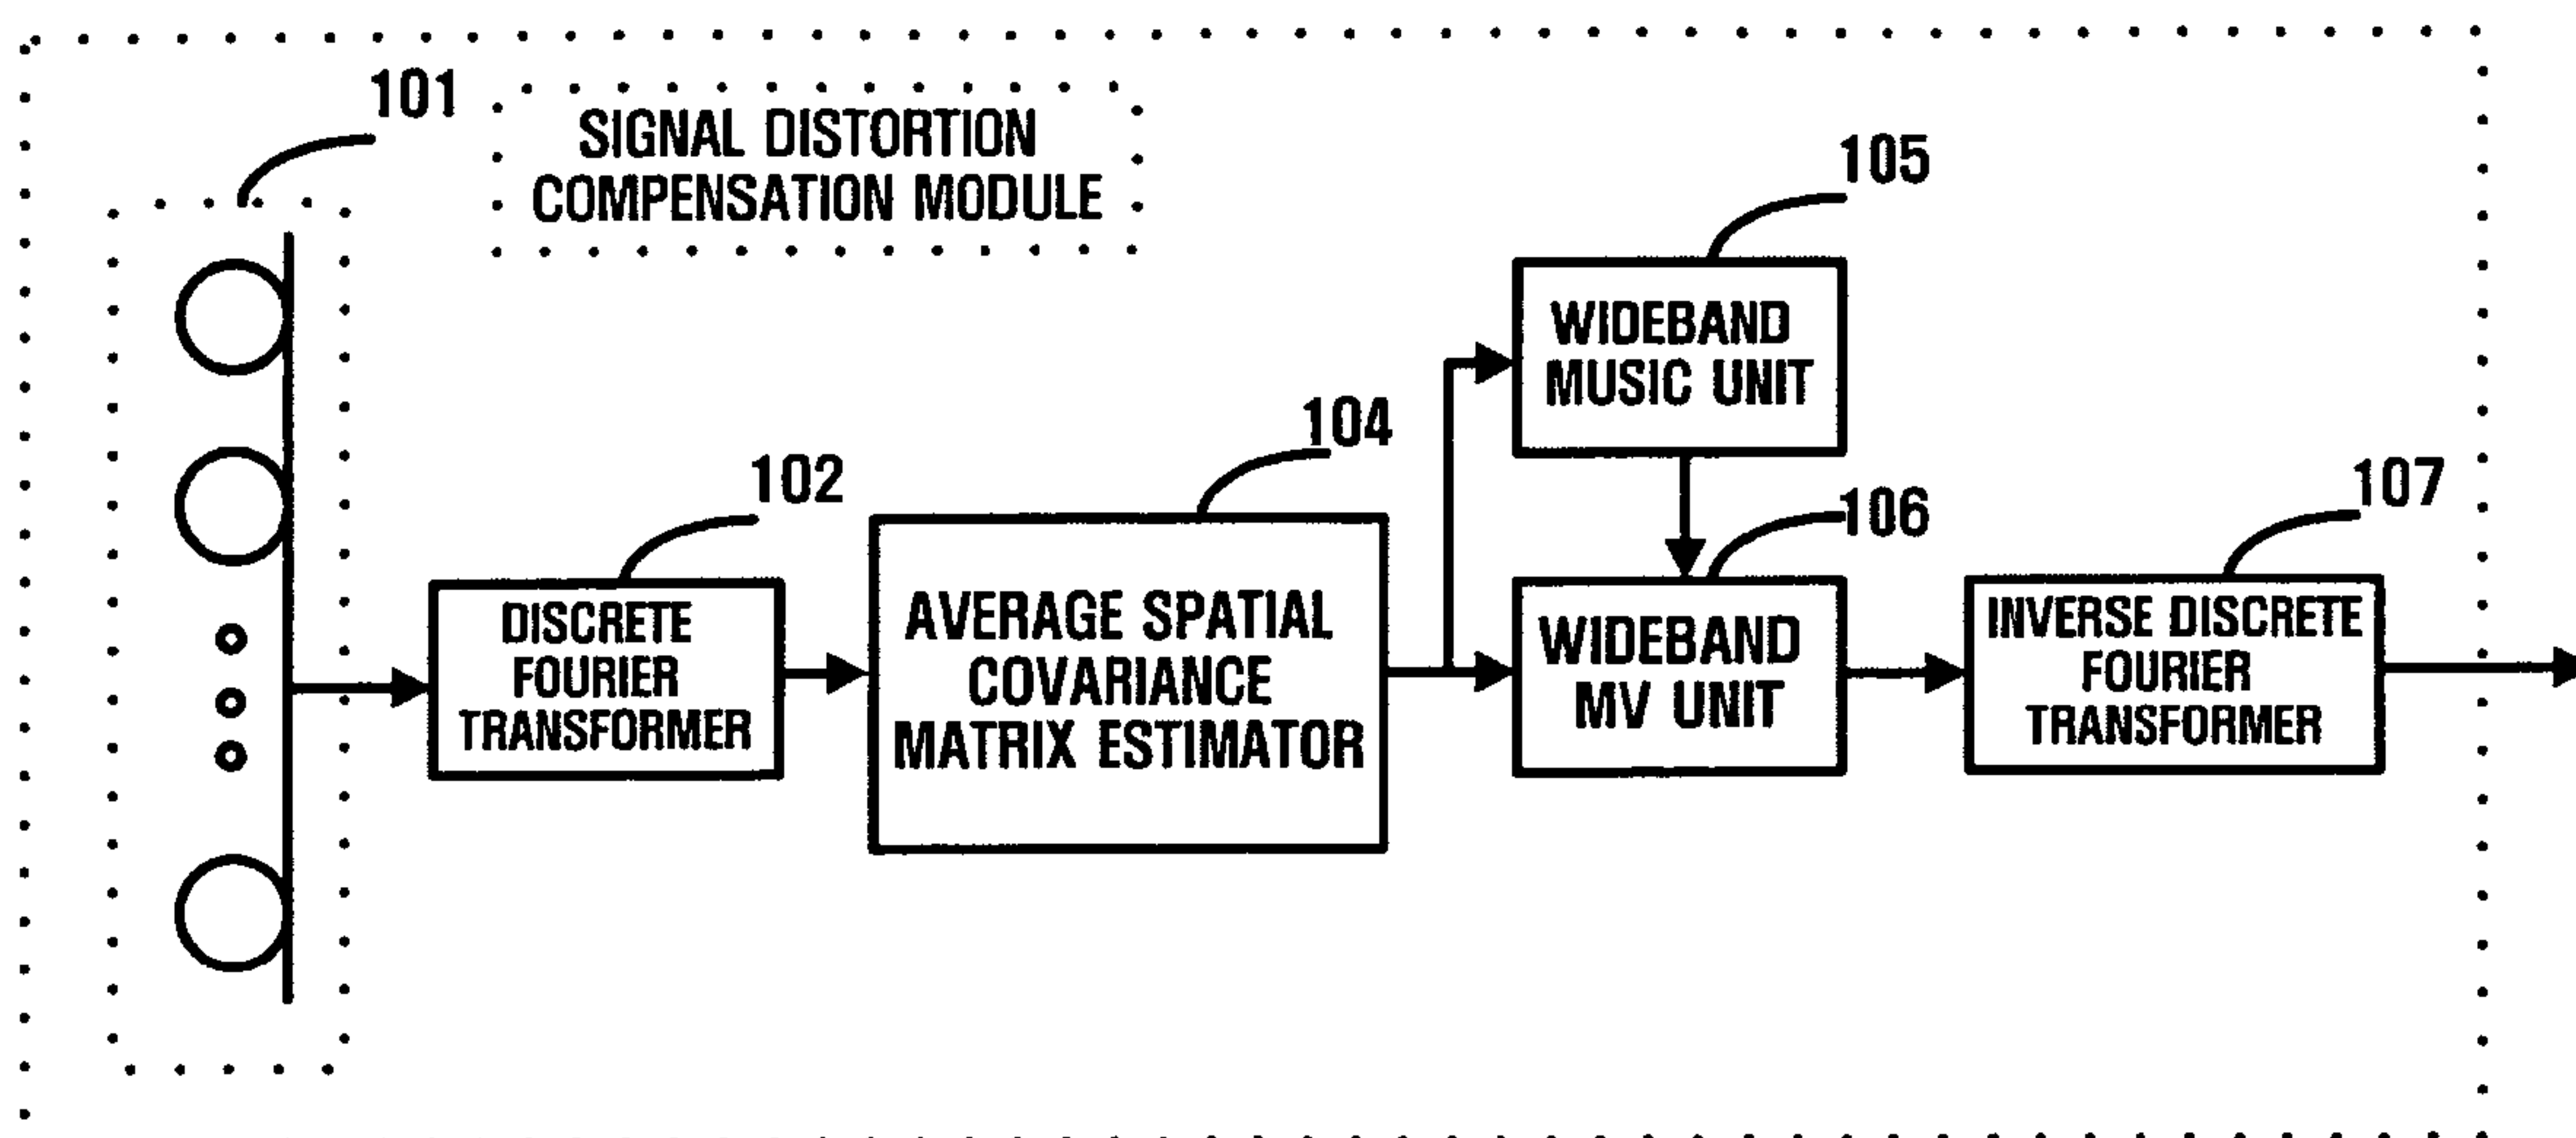 101
SIGNAL DISTORTION
COMPENSATION MODULE
105
WIDEBAND
MUSIC UNIT
104
102
106
107
DISCRETE
FOURIER
TRANSFORMER
AVERAGE SPATIAL
COVARIANCE
MATRIX ESTIMATOR
WIDEBAND
MV UNIT
INVERSE DISCRETE
FOURIER
TRANSFORMER